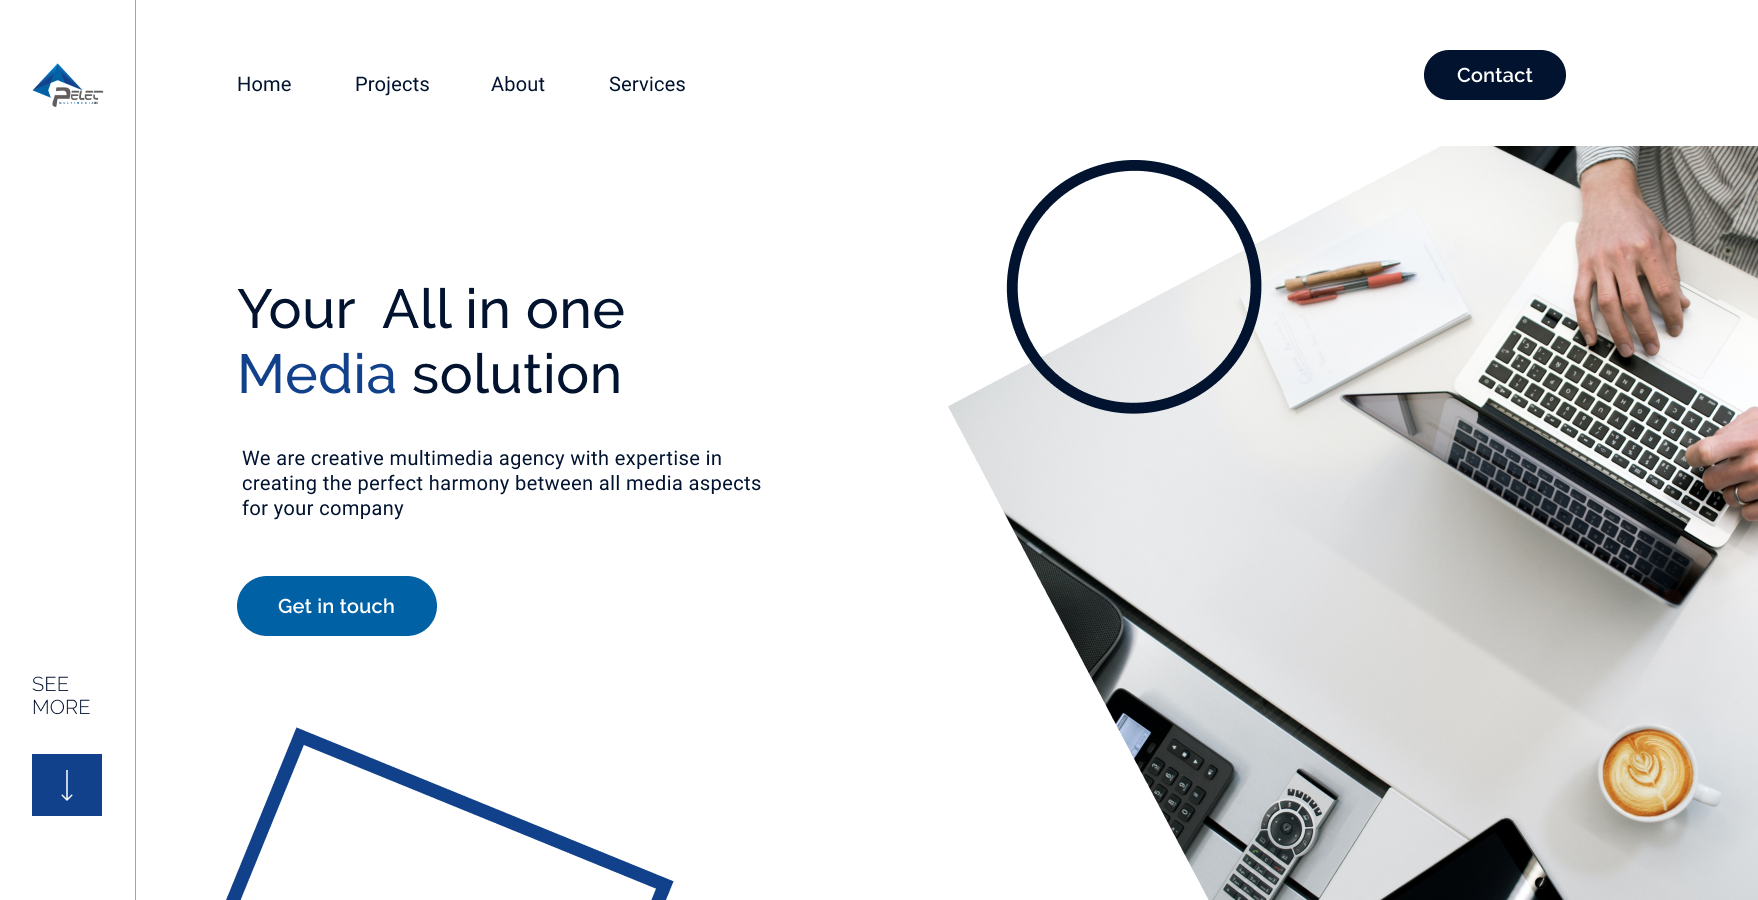 Home Projects About Services
Contact
Your All in one
Media solution
We are creative multimedia agency with expertise in
creating the perfect harmony between all media aspects
for your company
Get in touch
SEE
MORE